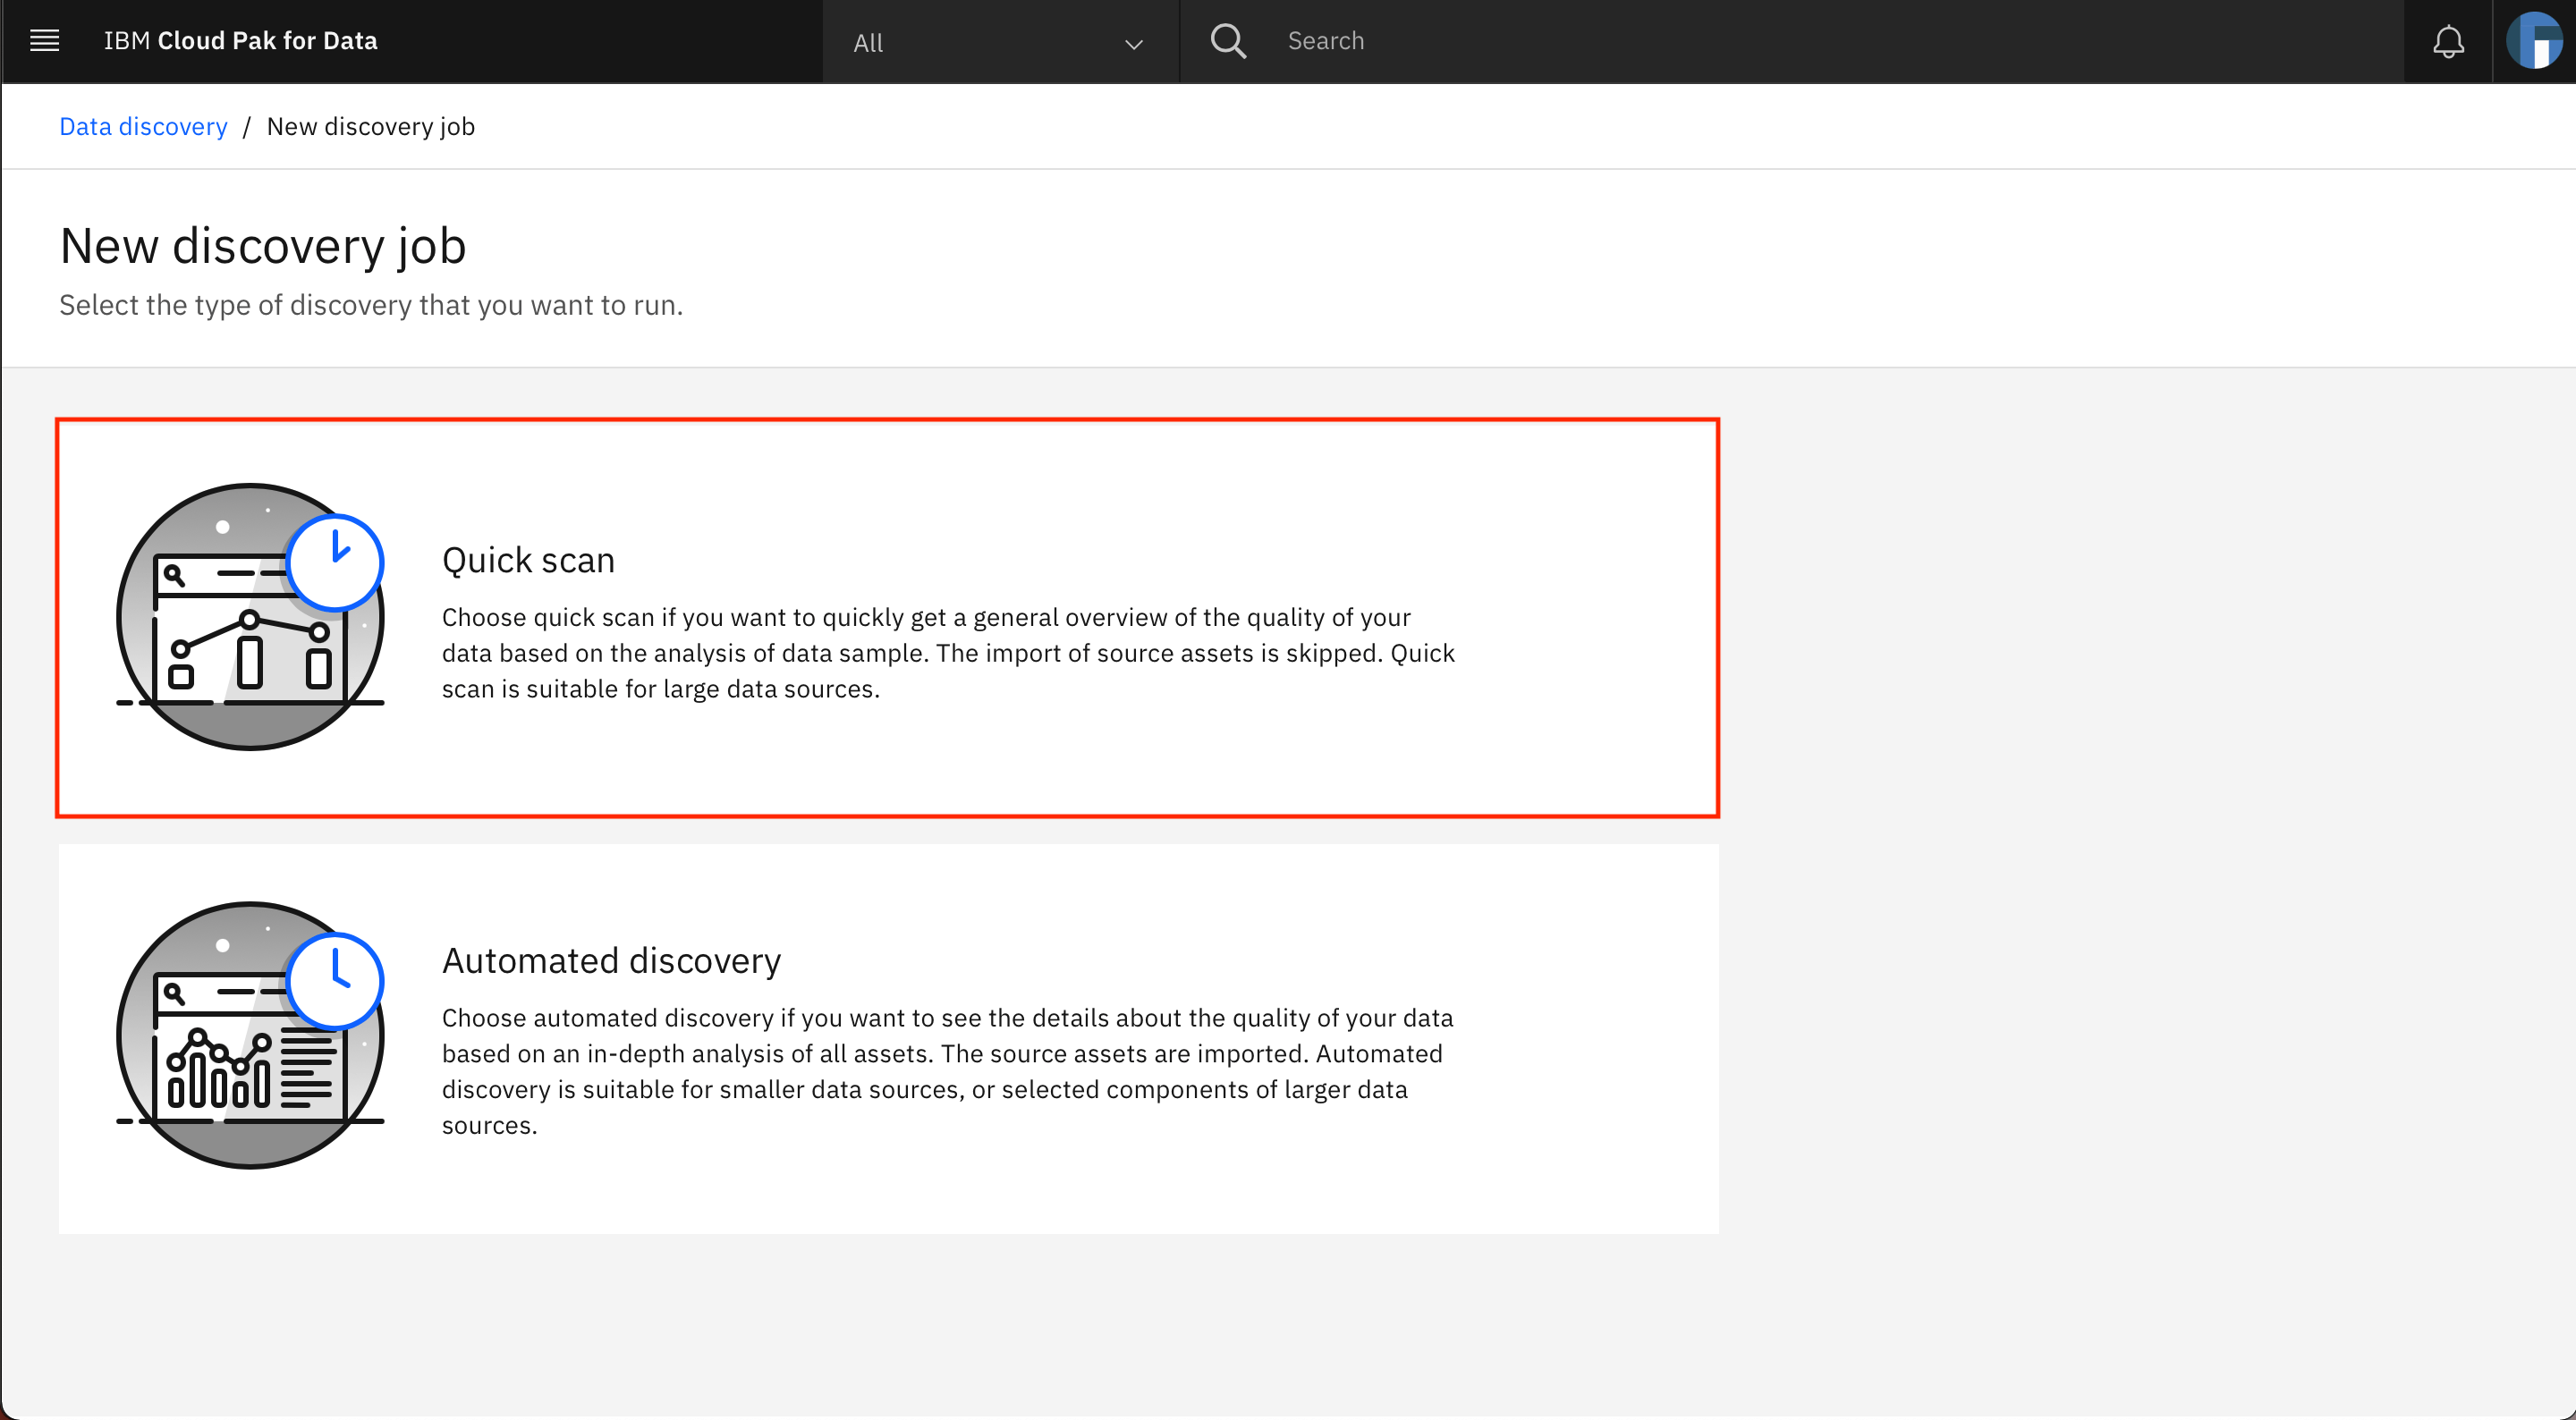 IBM Cloud Pak for Data
All
Search
Data discovery / New discovery job
New discovery job
Select the type of discovery that you want to run.
Quick scan
Choose quick scan if you want to quickly get a general overview of the quality of your
data based on the analysis of data sample. The import of source assets is skipped. Quick
scan is suitable for large data sources.
Automated discovery
Choose automated discovery if you want to see the details about the quality of your data
based on an in-depth analysis of all assets. The source assets are imported. Automated
discovery is suitable for smaller data sources, or selected components of larger data
sources.